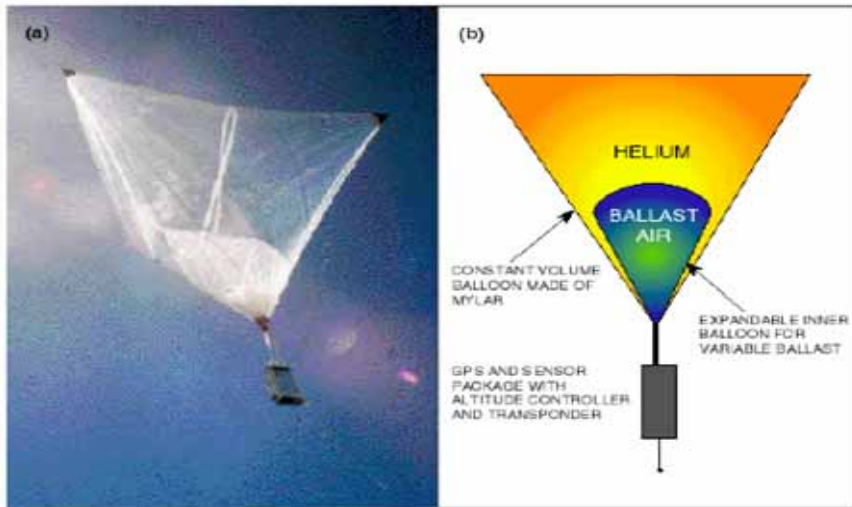 (a)
(b)
HELIUM
BALLAST
AIR
CONSTANT VOLUME
BALLOON MADE OF
MYLAR
EXPANDABLE INNER
BALLOON FOR
VARIABLE BALLAST
GPS AND SENSOR
PACKAGE WITH
ALTITUDE CONTROLLER
AND TRANSPONDER